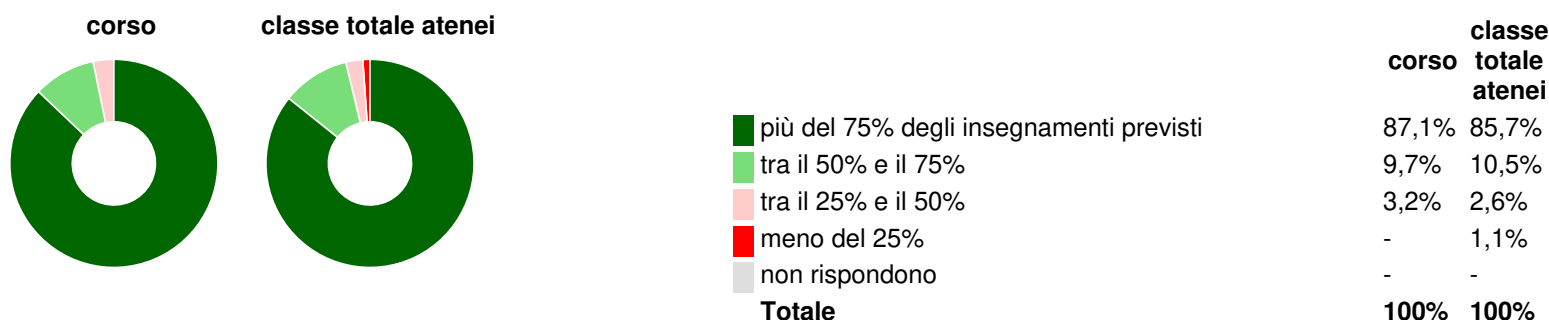 corso classe totale atenei
classe
corso totale
atenei
più del 75% degli insegnamenti previsti 87,1% 85,7%
tra il 50% e il 75% 9,7% 10,5%
tra il 25% e il 50% 3,2% 2,6%
meno del 25% - 1,1%
non rispondono - -
Totale 100% 100%